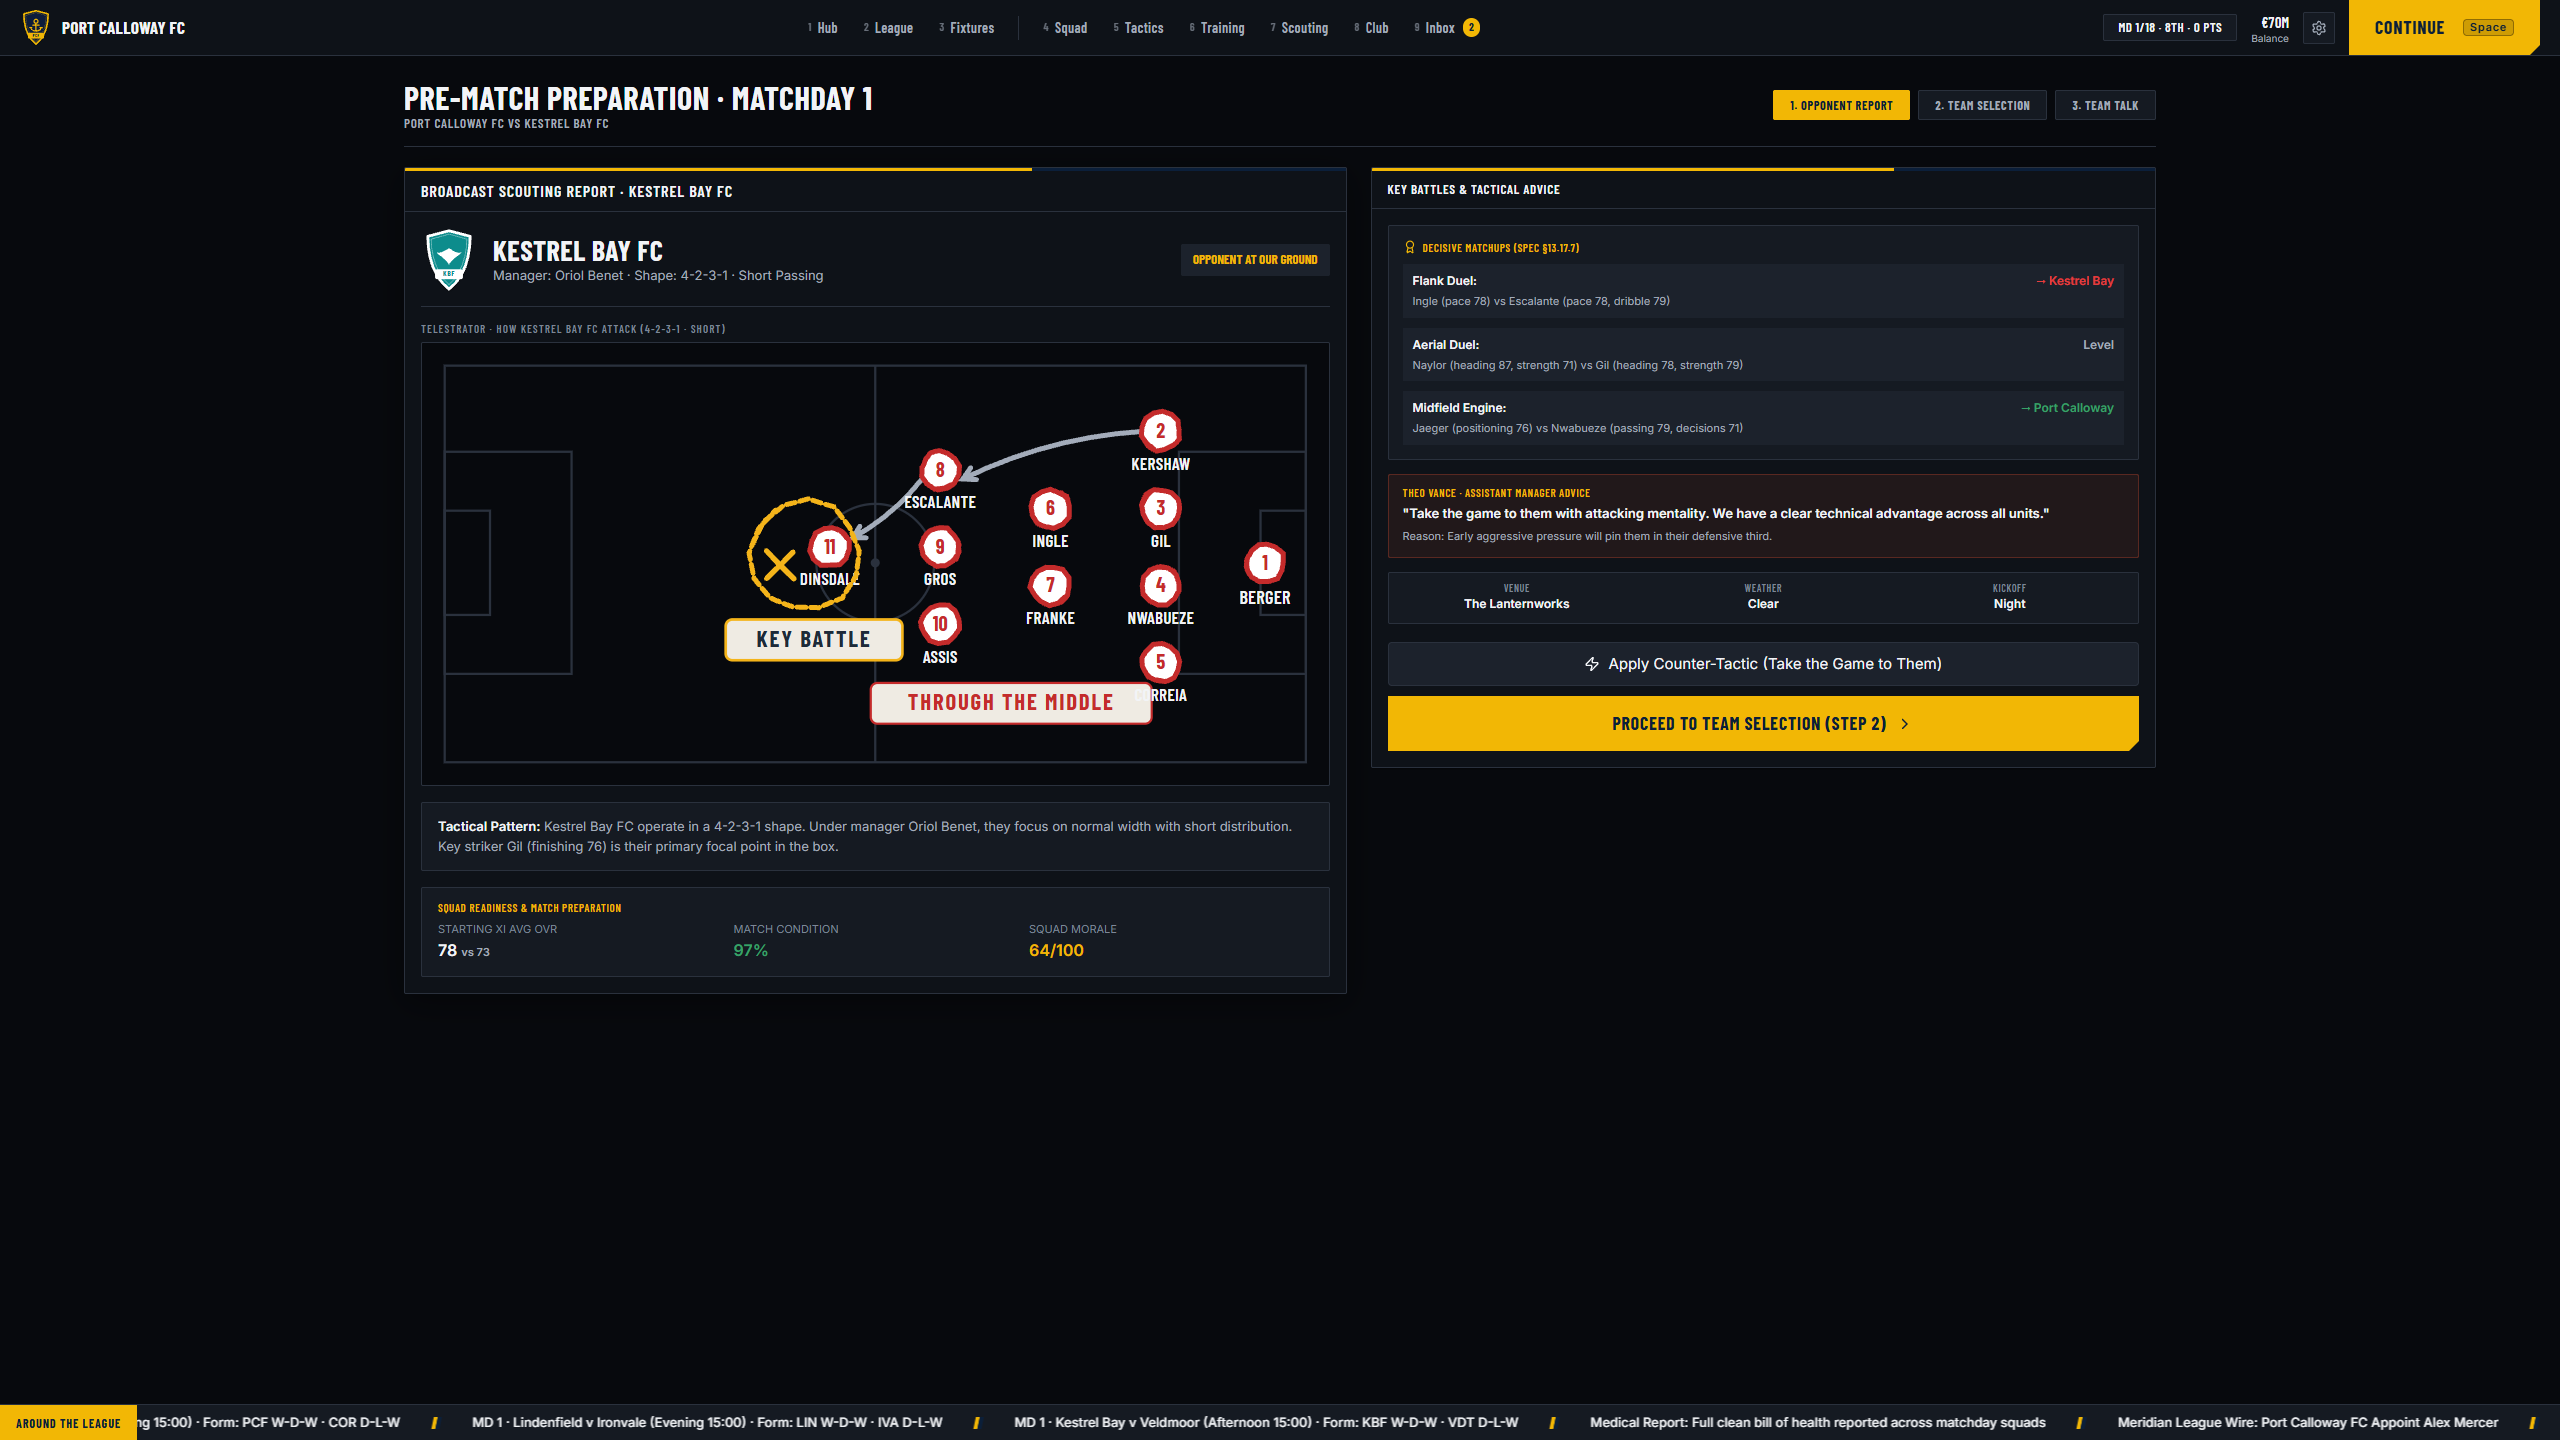 PORT CALLOWAY FC
1 Hub 2 League 3 Fixtures 4 Squad 5 Tactics 6 Training 7 Scouting 8 Club 9 Inbox 2
MD 1/18 · 8TH · 0 PTS
€70M
Balance
CONTINUE Space
PRE-MATCH PREPARATION · MATCHDAY 1
PORT CALLOWAY FC VS KESTREL BAY FC
1. OPPONENT REPORT
2. TEAM SELECTION
3. TEAM TALK
BROADCAST SCOUTING REPORT · KESTREL BAY FC
KBF
KESTREL BAY FC
Manager: Oriol Benet · Shape: 4-2-3-1 · Short Passing
OPPONENT AT OUR GROUND
TELESTRATOR · HOW KESTREL BAY FC ATTACK (4-2-3-1 · SHORT)
2
KERSHAW
8
ESCALANTE
6
INGLE
3
GIL
11
DINSDALE
9
GROS
1
BERGER
7
FRANKE
4
NWABUEZE
10
ASSIS
KEY BATTLE
5
CORREIA
THROUGH THE MIDDLE
Tactical Pattern: Kestrel Bay FC operate in a 4-2-3-1 shape. Under manager Oriol Benet, they focus on normal width with short distribution.
Key striker Gil (finishing 76) is their primary focal point in the box.
SQUAD READINESS & MATCH PREPARATION
STARTING XI AVG OVR
78 vs 73
MATCH CONDITION
97%
SQUAD MORALE
64/100
KEY BATTLES & TACTICAL ADVICE
DECISIVE MATCHUPS (SPEC §13.17.7)
Flank Duel:
→ Kestrel Bay
Ingle (pace 78) vs Escalante (pace 78, dribble 79)
Aerial Duel:
Level
Naylor (heading 87, strength 71) vs Gil (heading 78, strength 79)
Midfield Engine:
→ Port Calloway
Jaeger (positioning 76) vs Nwabueze (passing 79, decisions 71)
THEO VANCE · ASSISTANT MANAGER ADVICE
"Take the game to them with attacking mentality. We have a clear technical advantage across all units."
Reason: Early aggressive pressure will pin them in their defensive third.
VENUE
The Lanternworks
WEATHER
Clear
KICKOFF
Night
Apply Counter-Tactic (Take the Game to Them)
PROCEED TO TEAM SELECTION (STEP 2)
AROUND THE LEAGUE
ng 15:00) · Form: PCF W-D-W · COR D-L-W
MD 1 · Lindenfield v Ironvale (Evening 15:00) · Form: LIN W-D-W · IVA D-L-W
MD 1 · Kestrel Bay v Veldmoor (Afternoon 15:00) · Form: KBF W-D-W · VDT D-L-W
Medical Report: Full clean bill of health reported across matchday squads
Meridian League Wire: Port Calloway FC Appoint Alex Mercer